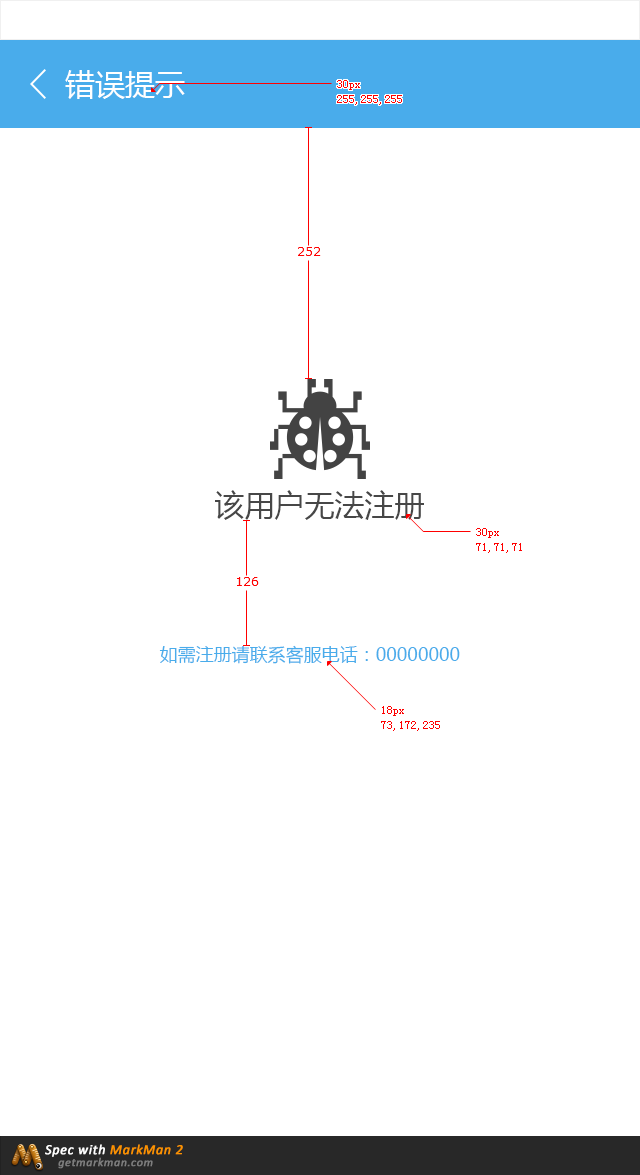 错误提示
30px
255, 255, 255
252
该用户无法注册
30px
71, 71, 71
126
如需注册请联系客服电话：00000000
18px
73, 172, 235
Spec with MarkMan 2
getmarkman.com